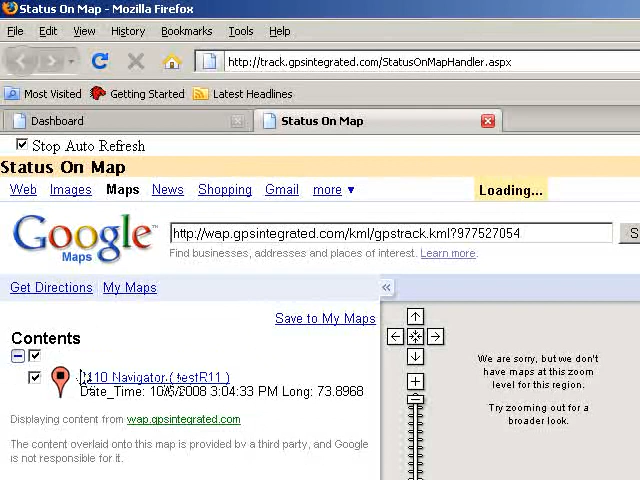 Status On Map - Mozilla Firefox
File Edit View History Bookmarks Tools Help
http://track.gpsintegrated.com/StatusOnMapHandler.aspx
Most Visited Getting Started Latest Headlines
Dashboard Status On Map
Stop Auto Refresh
Status On Map
Web Images Maps News Shopping Gmail more ▼ Loading...
Google™
Maps
http://wap.gpsintegrated.com/kml/gpstrack.kml?977527054
S
Find businesses, addresses and places of interest. Learn more.
Get Directions My Maps
«
Save to My Maps
Contents
110 Navigator ( testR11 )
Date_Time: 10/6/2008 3:04:33 PM Long: 73.8968
Displaying content from wap.gpsintegrated.com
The content overlaid onto this map is provided by a third party, and Google
is not responsible for it.
We are sorry, but we don't
have maps at this zoom
level for this region.
Try zooming out for a
broader look.